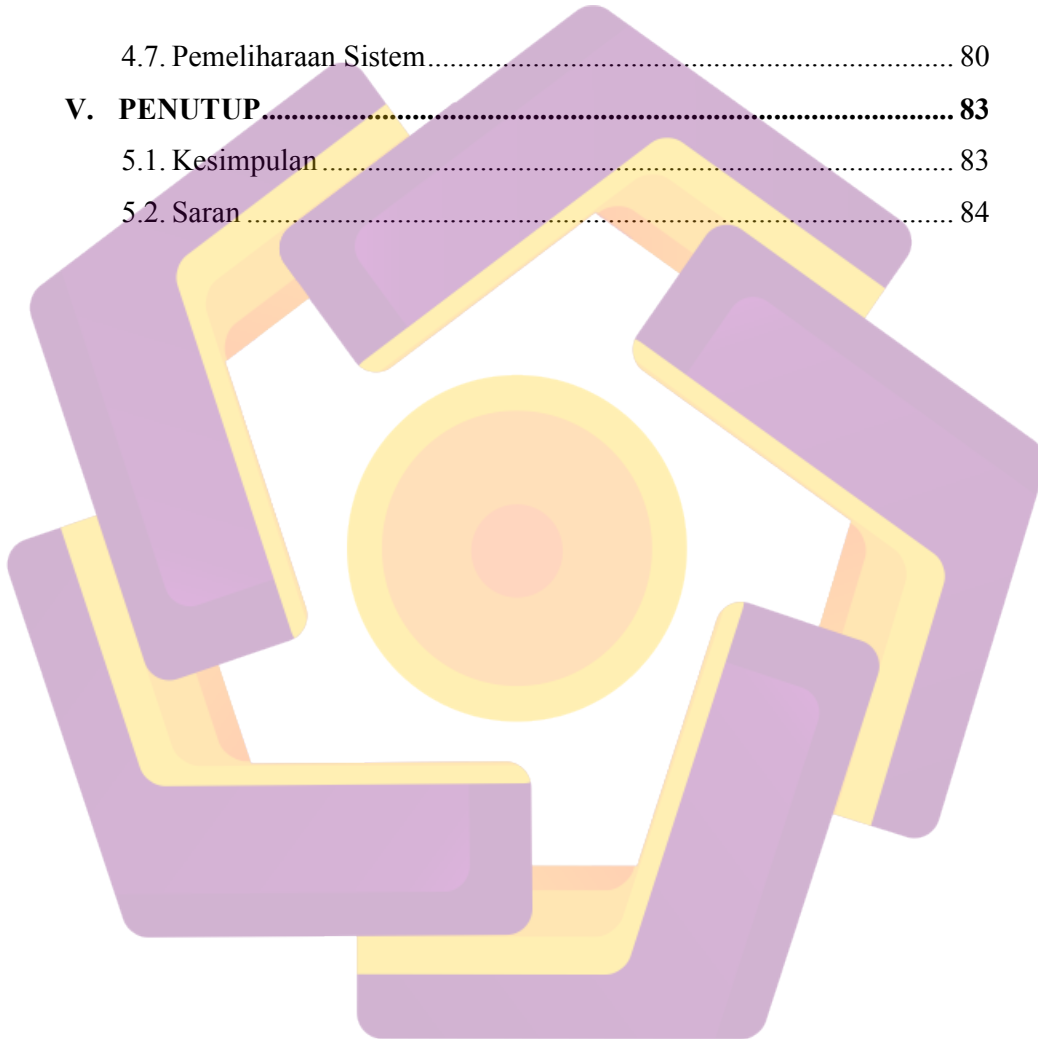 4.7. Pemeliharaan Sistem.......................................................................... 80
V. PENUTUP................................................................................................ 83
5.1. Kesimpulan......................................................................................... 83
5.2. Saran................................................................................................... 84